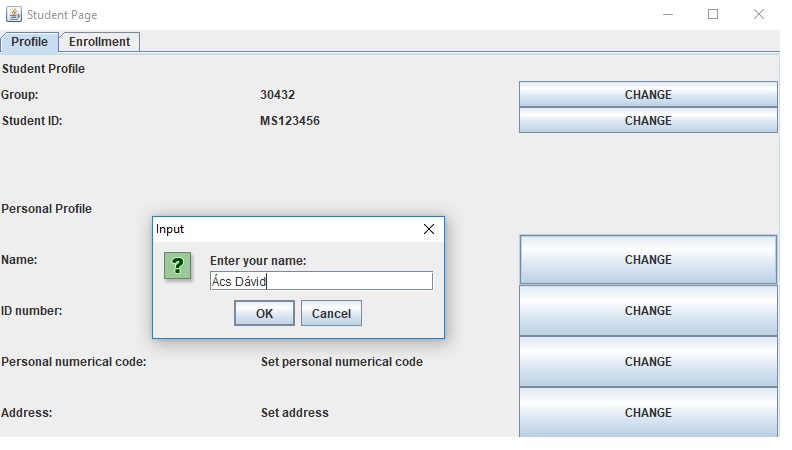 Student Page
Profile Enrollment
Student Profile
Group: 30432 CHANGE
Student ID: MS123456 CHANGE
Personal Profile
Input
Name: Enter your name: CHANGE
?
Ács Dávid
ID number: OK Cancel CHANGE
Personal numerical code: Set personal numerical code CHANGE
Address: Set address CHANGE